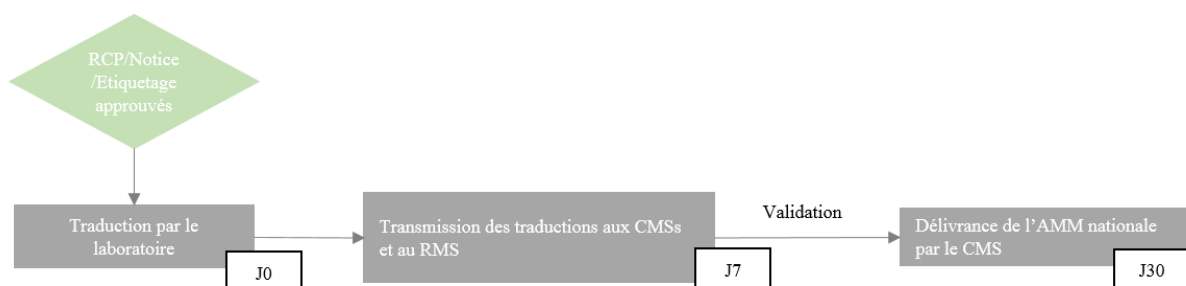 RCP/Notice
/Etiquetage
approuvés
Traduction par le
laboratoire
J0
Transmission des traductions aux CMSs
et au RMS
J7
Validation
Délivrance de l’AMM nationale
par le CMS
J30